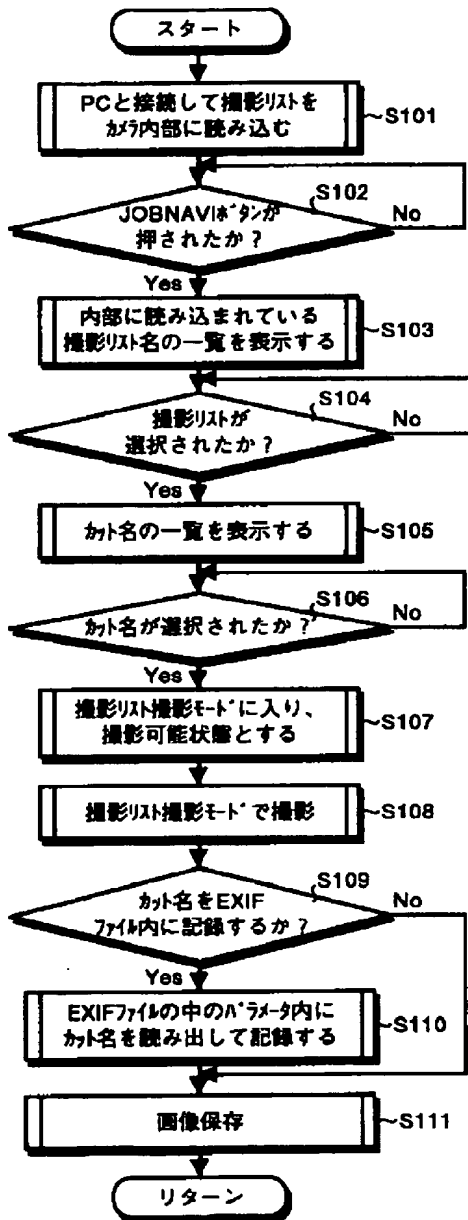 スタート
PCと接続して撮影リストを
カメラ内部に読み込む
S101
S102
JOBNAVIボタンが
押されたか？
No
Yes
内部に読み込まれている
撮影リスト名の一覧を表示する
S103
S104
撮影リストが
選択されたか？
No
Yes
カット名の一覧を表示する
S105
S106
カット名が選択されたか？
No
Yes
撮影リスト撮影モードに入り、
撮影可能状態とする
S107
撮影リスト撮影モードで撮影
S108
S109
カット名をEXIF
ファイル内に記録するか？
No
Yes
EXIFファイルの中のパラメータ内に
カット名を読み出して記録する
S110
画像保存
S111
リターン